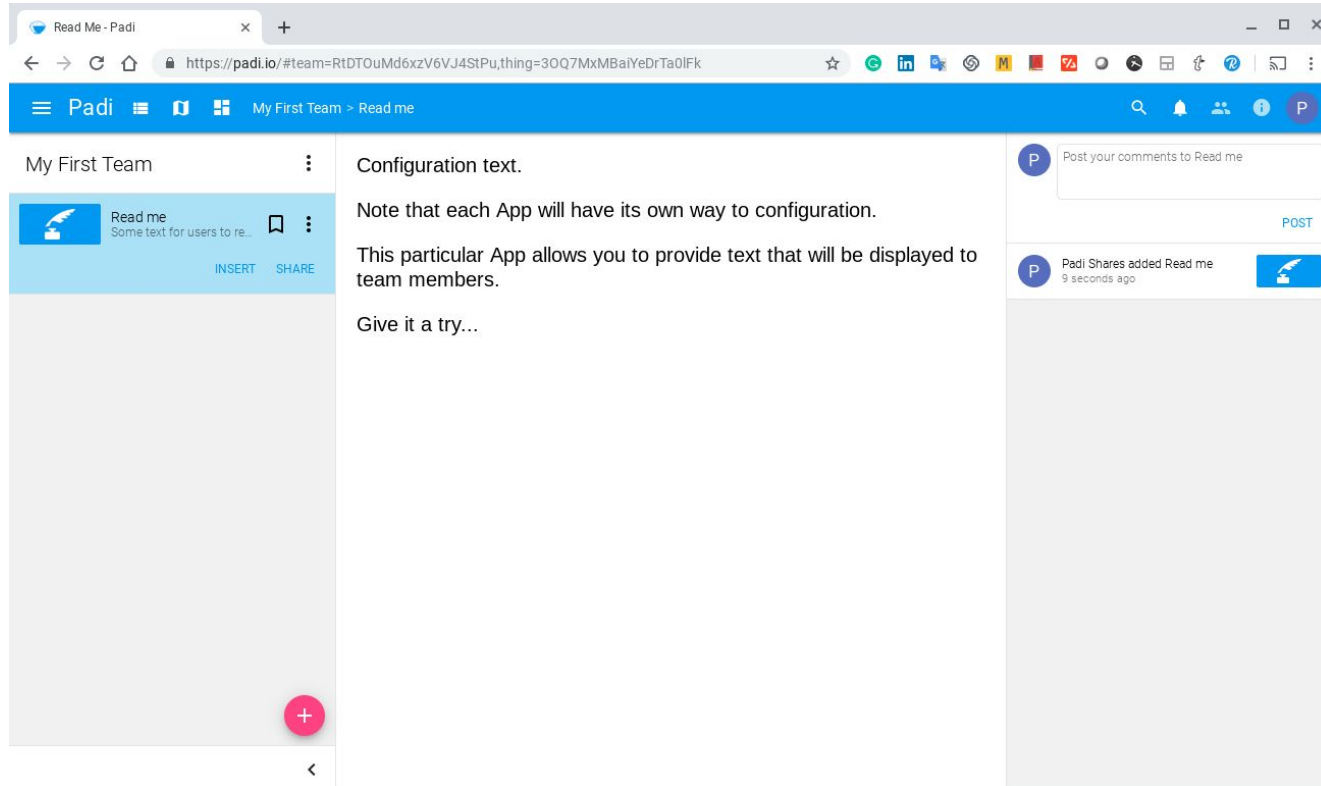 Read Me - Padi
https://padi.io/#team=RtDTOuMd6xzV6VJ4StPu,thing=3OQ7MxMBaiYeDrTa0lFk
Padi
My First Team > Read me
P
My First Team
Read me
Some text for users to re...
INSERT SHARE
Configuration text.
Note that each App will have its own way to configuration.
This particular App allows you to provide text that will be displayed to
team members.
Give it a try...
P
Post your comments to Read me
POST
P
Padi Shares added Read me
9 seconds ago